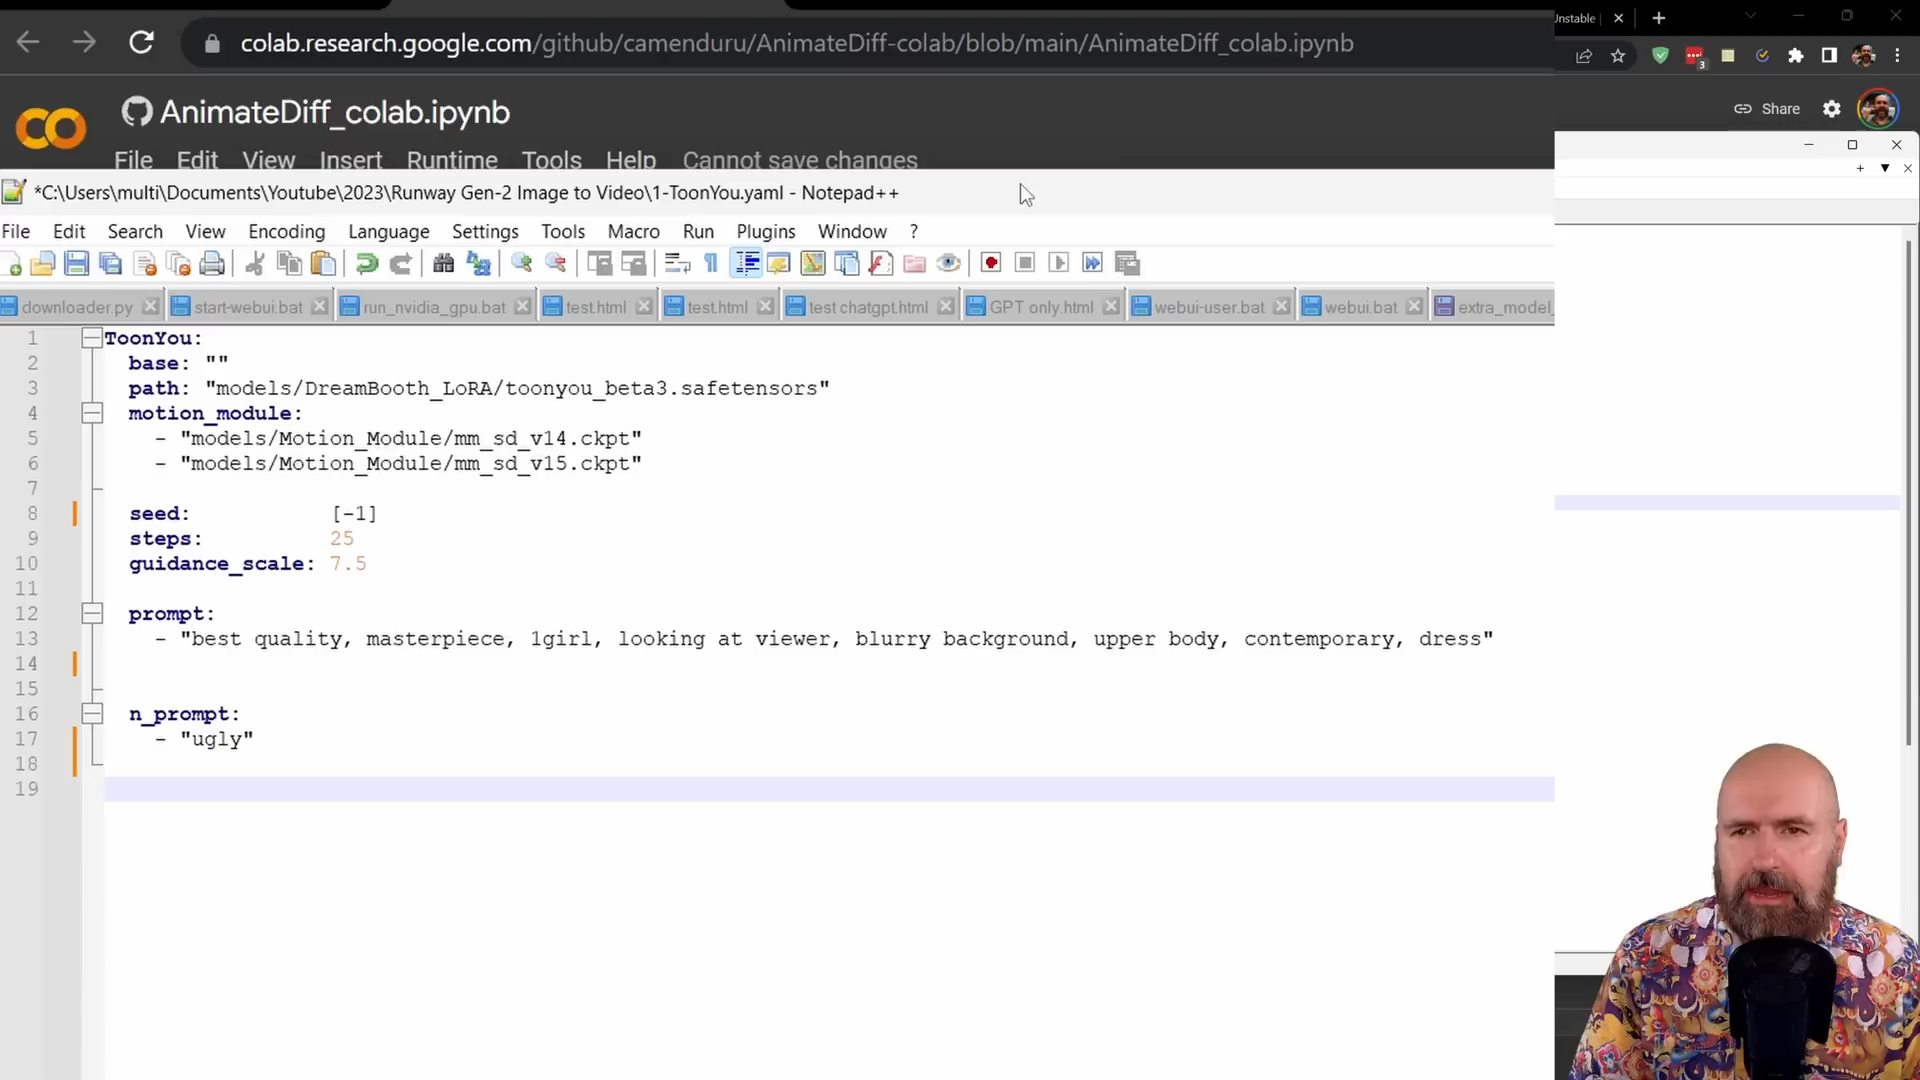 Unstable
colab.research.google.com/github/camenduru/AnimateDiff-colab/blob/main/AnimateDiff_colab.ipynb
3
AnimateDiff_colab.ipynb
Share
File Edit View Insert Runtime Tools Help Cannot save changes
*C:\Users\multi\Documents\Youtube\2023\Runway Gen-2 Image to Video\1-ToonYou.yaml - Notepad++
File Edit Search View Encoding Language Settings Tools Macro Run Plugins Window ?
downloader.py start-webui.bat run_nvidia_gpu.bat test.html test.html test chatgpt.html GPT only.html webui-user.bat webui.bat extra_model_
1 ToonYou:
2 base: ""
3 path: "models/DreamBooth_LoRA/toonyou_beta3.safetensors"
4 motion_module:
5 - "models/Motion_Module/mm_sd_v14.ckpt"
6 - "models/Motion_Module/mm_sd_v15.ckpt"
7
8 seed: [-1]
9 steps: 25
10 guidance_scale: 7.5
11
12 prompt:
13 - "best quality, masterpiece, 1girl, looking at viewer, blurry background, upper body, contemporary, dress"
14
15
16 n_prompt:
17 - "ugly"
18
19